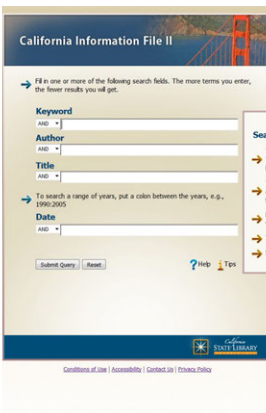 California Information File II
Fill in one or more of the following search fields. The more terms you enter,
the fewer results you will get.
Keyword
AND
Author
AND
Title
AND
To search a range of years, put a colon between the years, e.g.,
1990:2005
Date
AND
Submit Query Reset ? Help Tips
Sea
California
STATE LIBRARY
Conditions of Use | Accessibility | Contact Us | Privacy Policy